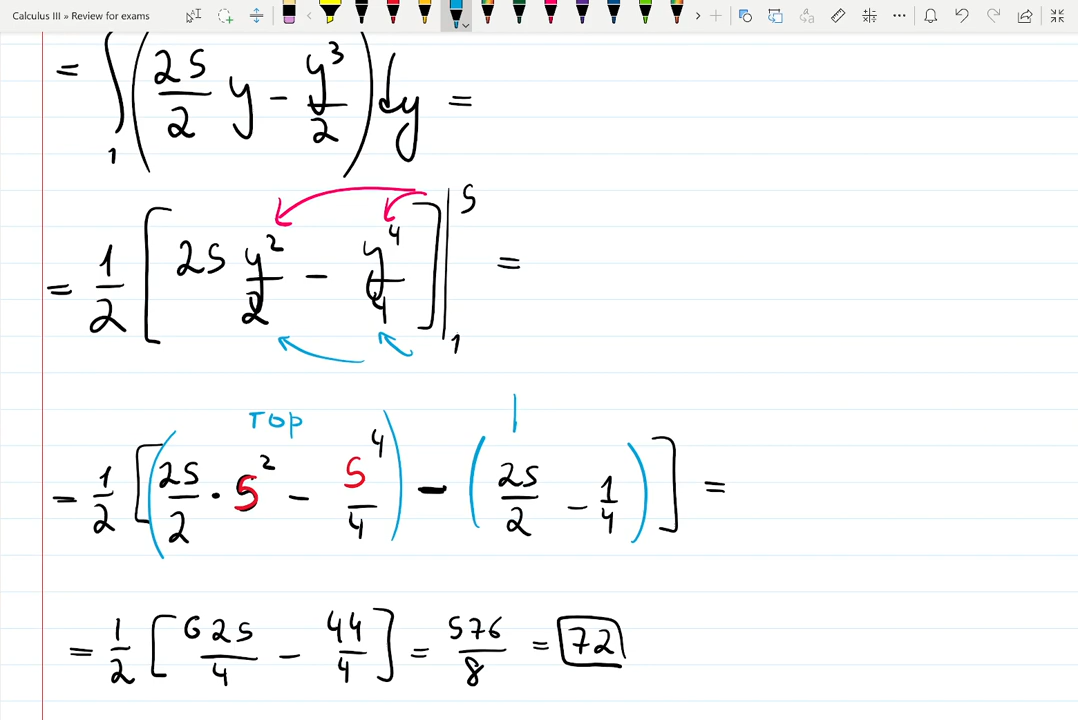 Calculus III » Review for exams
= ∫ 1 (25/2 y - y³/2) dy =
= 1/2 [25 y²/2 - y⁴/4] |₁⁵ =
TOP 1
= 1/2 [(25/2 · 5² - 5⁴/4) - (25/2 - 1/4)] =
= 1/2 [625/4 - 44/4] = 576/8 = 72